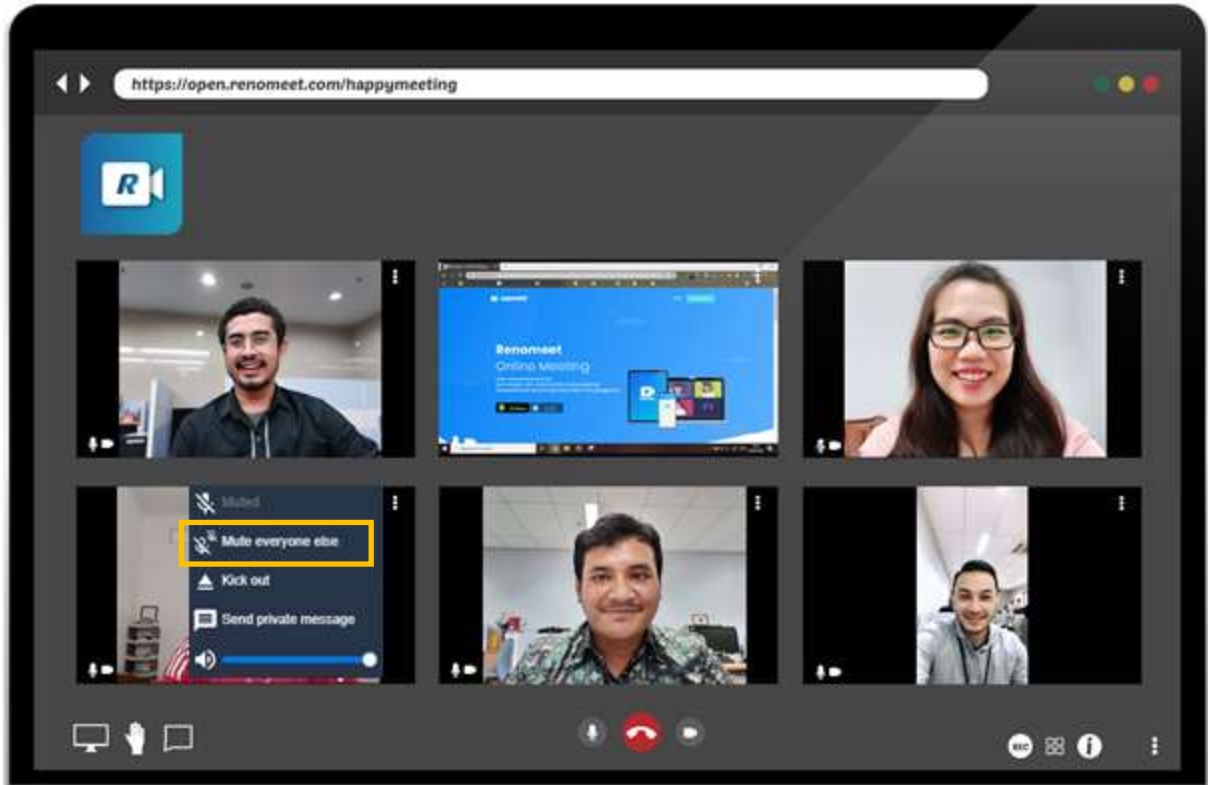 https://open.renomeet.com/happymeeting
R
Renomeet
Online Meeting
Muted
Mute everyone else
Kick out
Send private message
REC
i